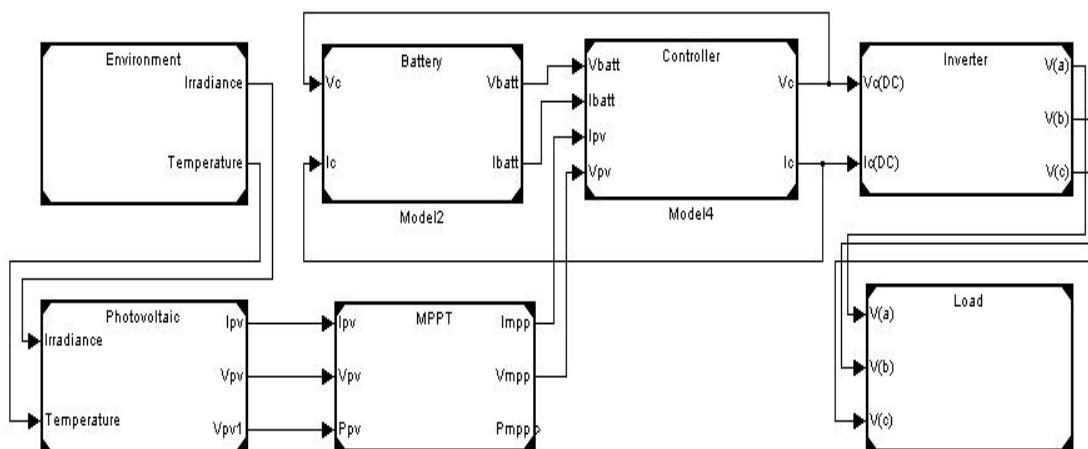 Environment
Irradiance
Temperature
Battery
Vc
Ic
Vbatt
Ibatt
Model2
Controller
Vbatt
Ibatt
Ipv
Vpv
Vc
Ic
Model4
Inverter
Vc(DC)
Ic(DC)
V(a)
V(b)
V(c)
Photovoltaic
Irradiance
Temperature
Ipv
Vpv
Vpv1
MPPT
Ipv
Vpv
Ppv
Impp
Vmpp
Pmpp
Load
V(a)
V(b)
V(c)